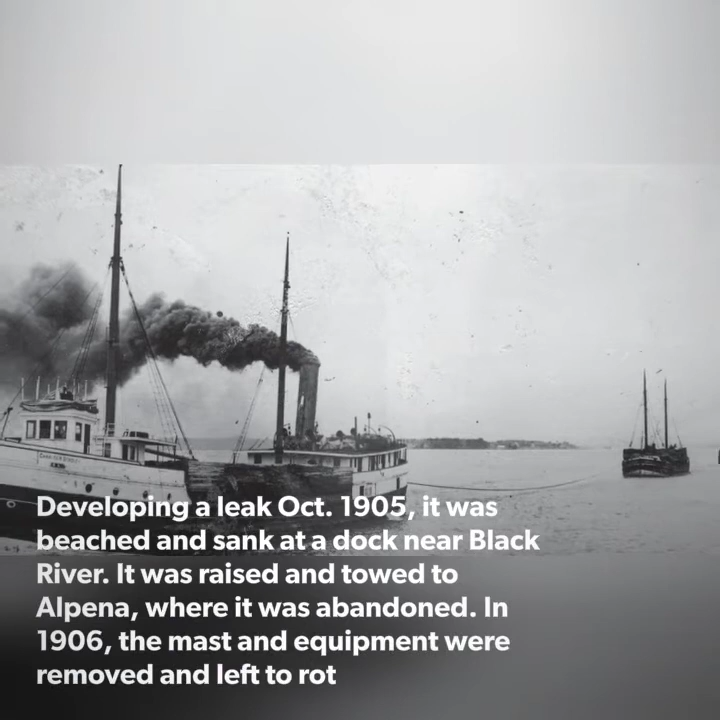 Developing a leak Oct. 1905, it was
beached and sank at a dock near Black
River. It was raised and towed to
Alpena, where it was abandoned. In
1906, the mast and equipment were
removed and left to rot